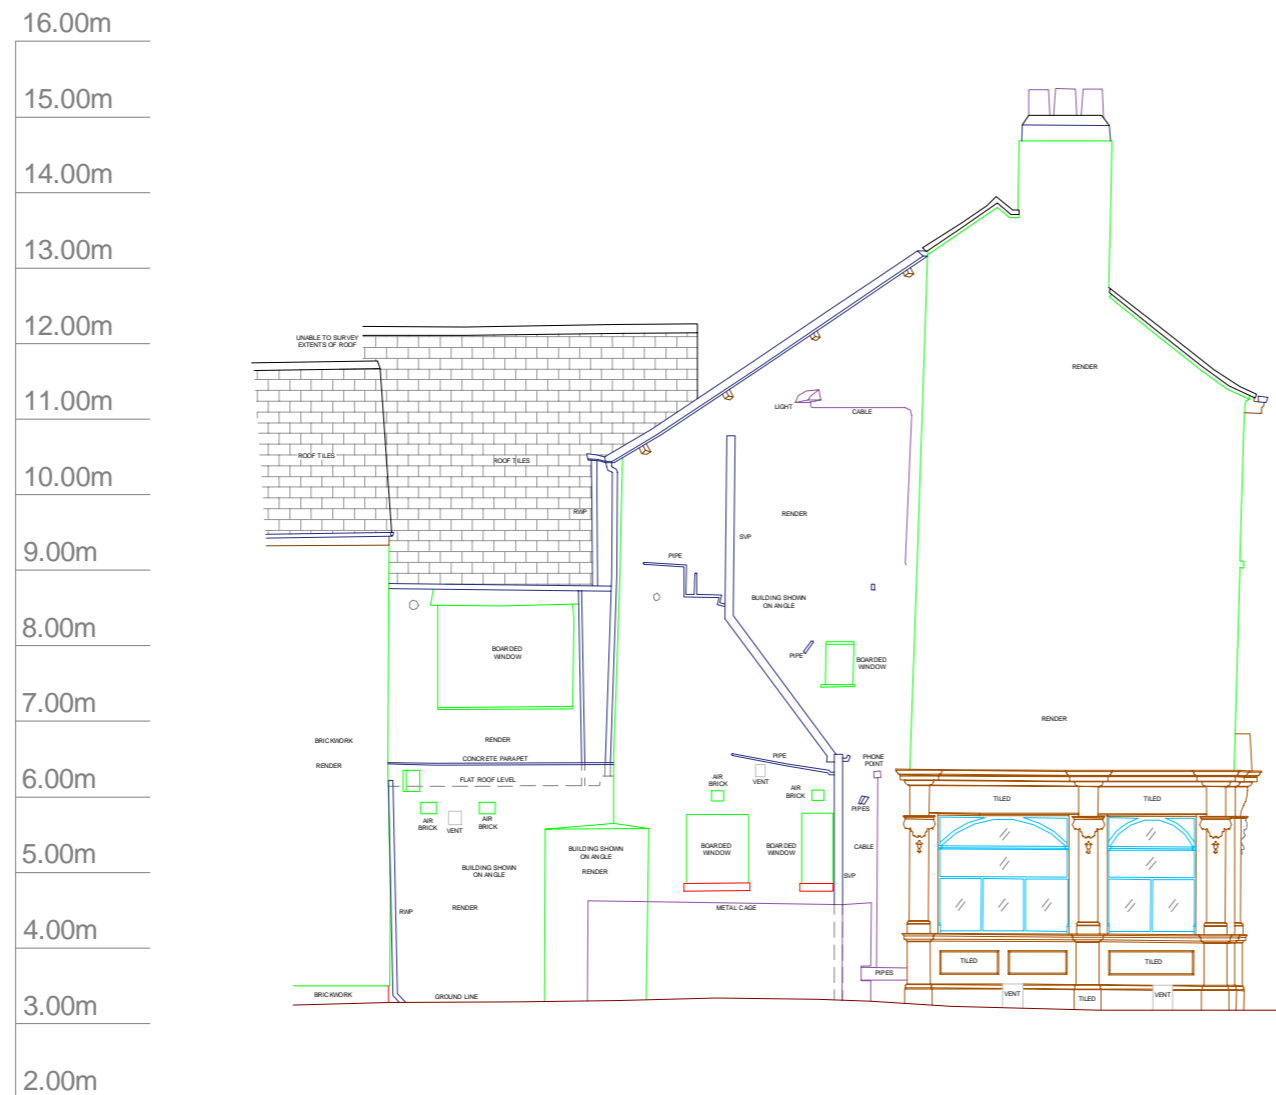 16.00m
15.00m
14.00m
13.00m
12.00m
11.00m
10.00m
9.00m
8.00m
7.00m
6.00m
5.00m
4.00m
3.00m
2.00m
UNABLE TO SURVEY
EXTENTS OF ROOF
ROOF TILES
ROOF TILES
RWP
LIGHT
CABLE
RENDER
RENDER
SVP
PIPE
BUILDING SHOWN
ON ANGLE
PIPE
BOARDED
WINDOW
BOARDED
WINDOW
RENDER
BRICKWORK
RENDER
RENDER
CONCRETE PARAPET
FLAT ROOF LEVEL
PIPE
PHONE
POINT
AIR
BRICK
VENT
AIR
BRICK
PIPES
AIR
BRICK
VENT
AIR
BRICK
TILED
TILED
BUILDING SHOWN
ON ANGLE
RENDER
BOARDED
WINDOW
BOARDED
WINDOW
CABLE
BUILDING SHOWN
ON ANGLE
SVP
RWP
RENDER
METAL CAGE
TILED
TILED
PIPES
BRICKWORK
GROUND LINE
VENT
TILED
VENT